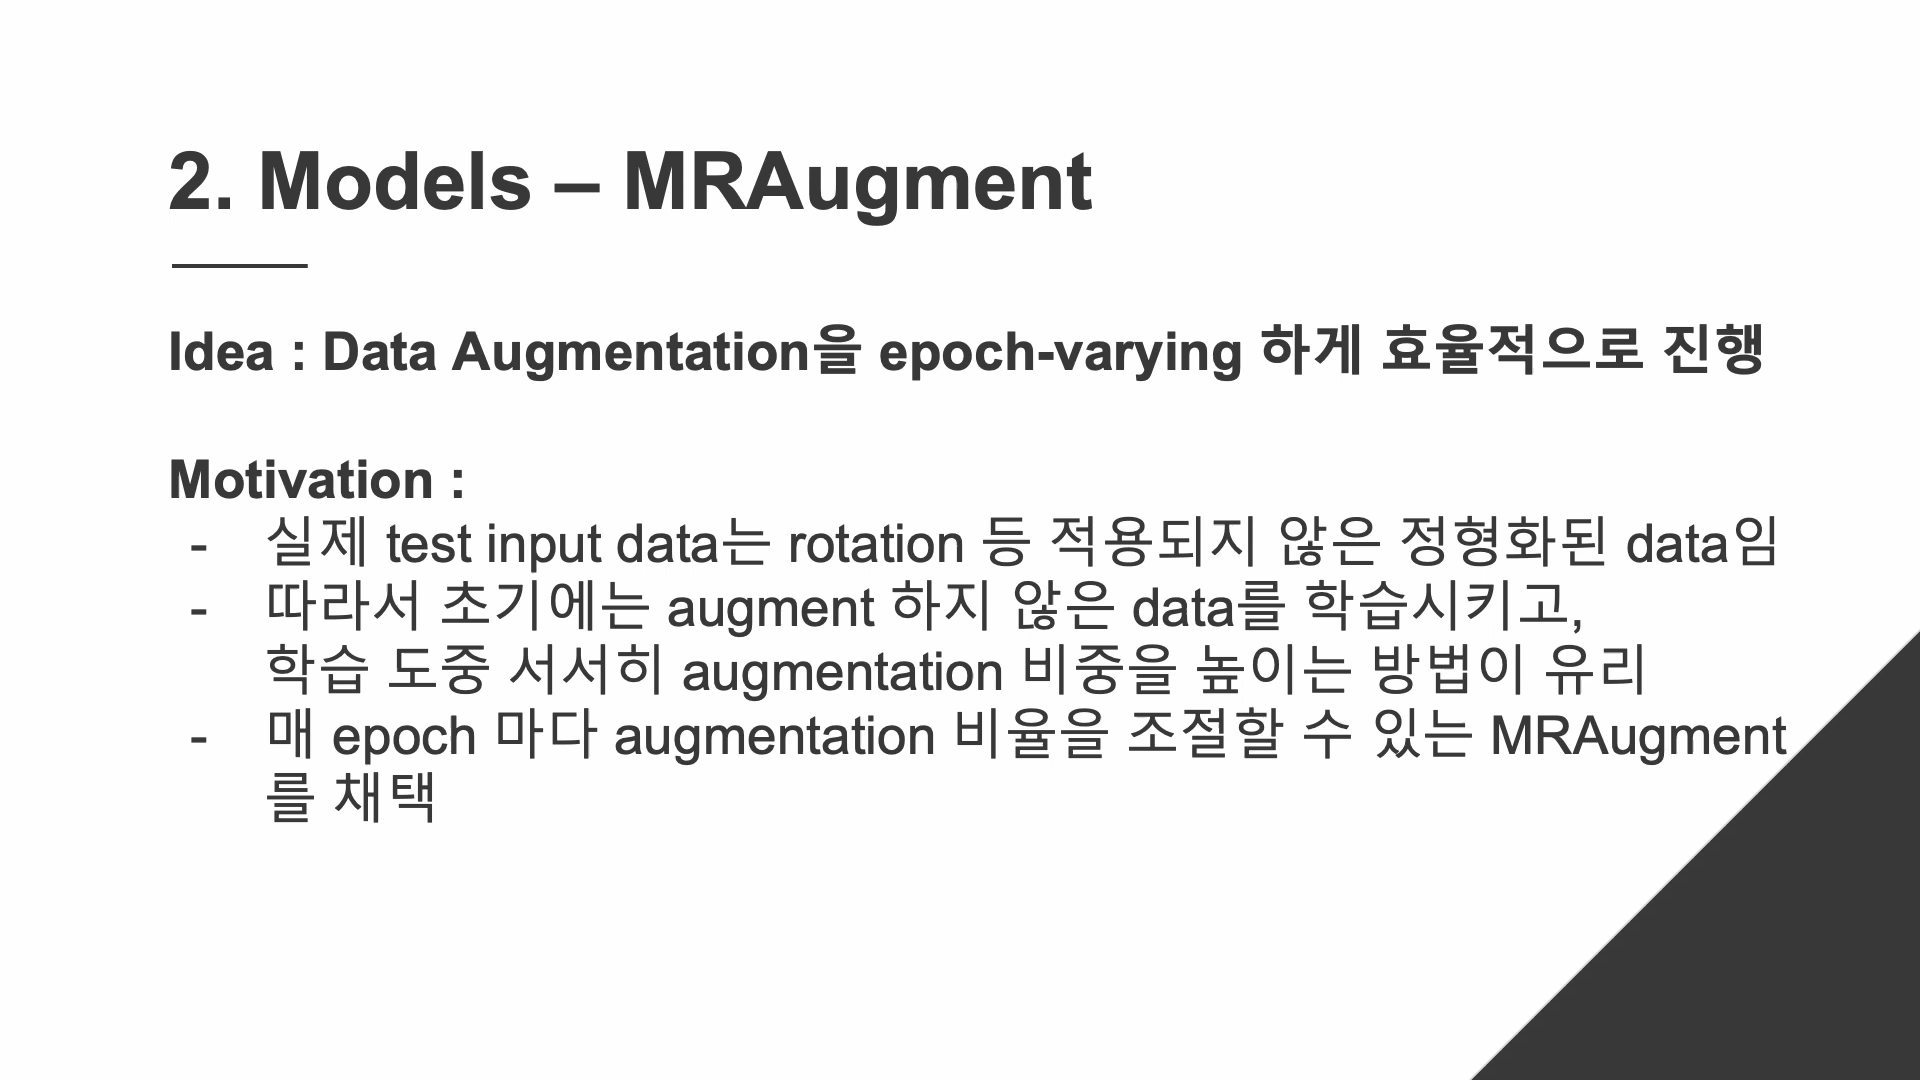 2. Models – MRAugment
Idea : Data Augmentation을 epoch-varying 하게 효율적으로 진행
Motivation :
- 실제 test input data는 rotation 등 적용되지 않은 정형화된 data임
- 따라서 초기에는 augment 하지 않은 data를 학습시키고,
학습 도중 서서히 augmentation 비중을 높이는 방법이 유리
- 매 epoch 마다 augmentation 비율을 조절할 수 있는 MRAugment
를 채택